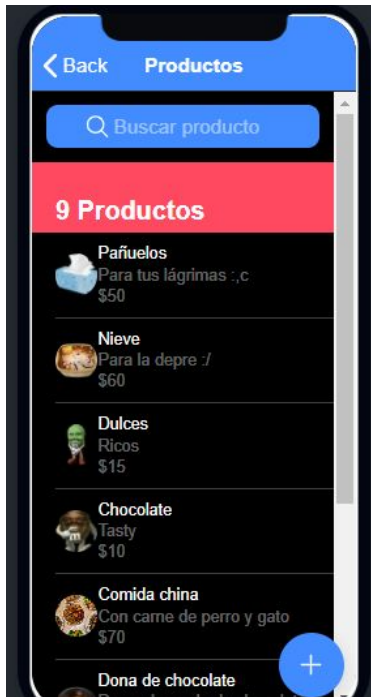 Back Productos
Buscar producto
9 Productos
Pañuelos
Para tus lágrimas :,c
$50
Nieve
Para la depre :/
$60
Dulces
Ricos
$15
Chocolate
Tasty
$10
Comida china
Con carne de perro y gato
$70
Dona de chocolate